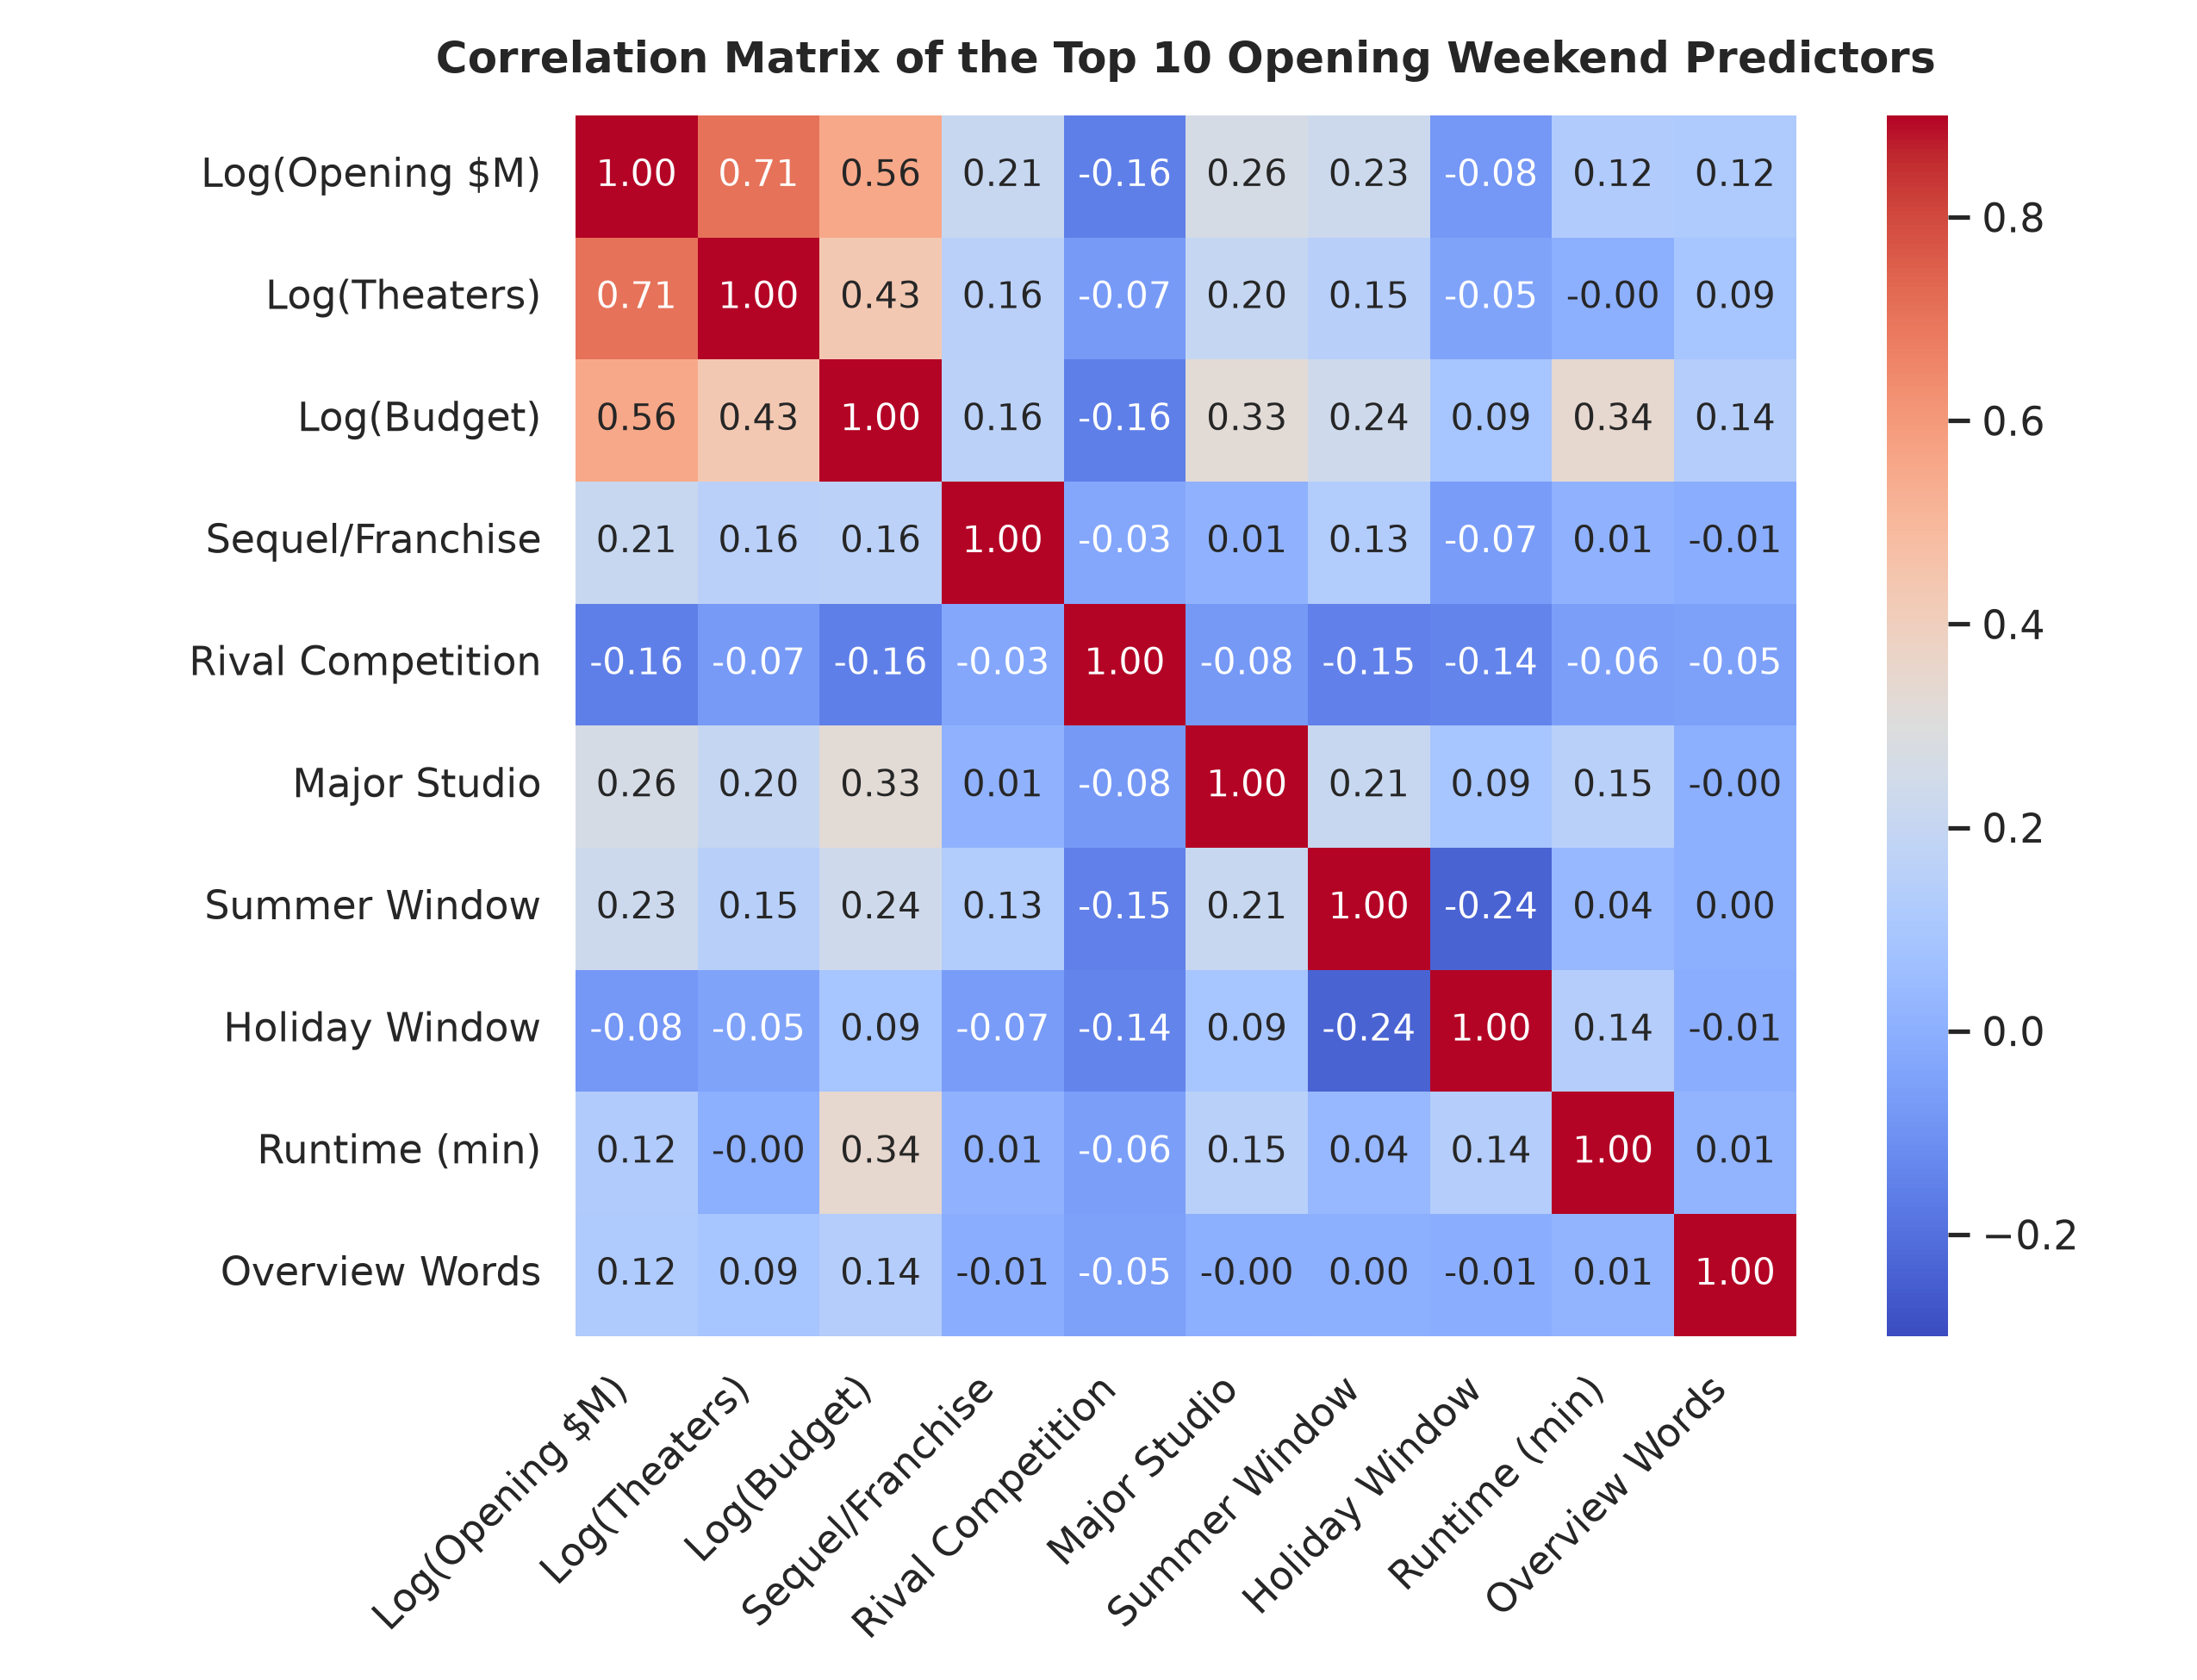 Correlation Matrix of the Top 10 Opening Weekend Predictors
Log(Opening $M) 1.00 0.71 0.56 0.21 -0.16 0.26 0.23 -0.08 0.12 0.12
Log(Theaters) 0.71 1.00 0.43 0.16 -0.07 0.20 0.15 -0.05 -0.00 0.09
Log(Budget) 0.56 0.43 1.00 0.16 -0.16 0.33 0.24 0.09 0.34 0.14
Sequel/Franchise 0.21 0.16 0.16 1.00 -0.03 0.01 0.13 -0.07 0.01 -0.01
Rival Competition -0.16 -0.07 -0.16 -0.03 1.00 -0.08 -0.15 -0.14 -0.06 -0.05
Major Studio 0.26 0.20 0.33 0.01 -0.08 1.00 0.21 0.09 0.15 -0.00
Summer Window 0.23 0.15 0.24 0.13 -0.15 0.21 1.00 -0.24 0.04 0.00
Holiday Window -0.08 -0.05 0.09 -0.07 -0.14 0.09 -0.24 1.00 0.14 -0.01
Runtime (min) 0.12 -0.00 0.34 0.01 -0.06 0.15 0.04 0.14 1.00 0.01
Overview Words 0.12 0.09 0.14 -0.01 -0.05 -0.00 0.00 -0.01 0.01 1.00
Log(Opening $M)
Log(Theaters)
Log(Budget)
Sequel/Franchise
Rival Competition
Major Studio
Summer Window
Holiday Window
Runtime (min)
Overview Words
0.8
0.6
0.4
0.2
0.0
−0.2